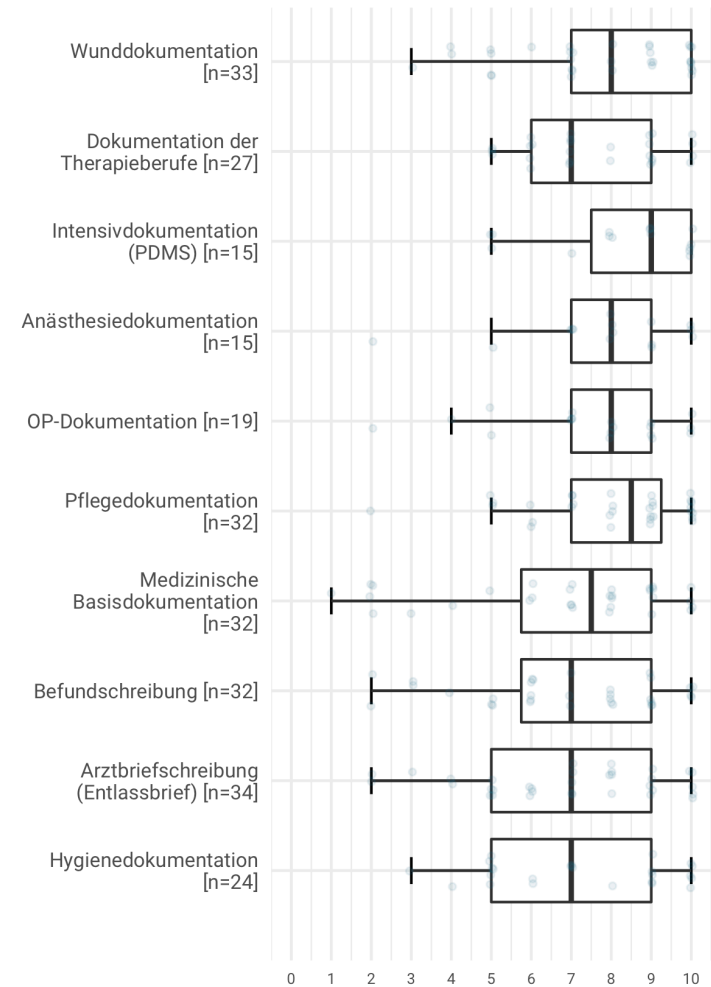 Wunddokumentation
[n=33]
Dokumentation der
Therapieberufe [n=27]
Intensivdokumentation
(PDMS) [n=15]
Anästhesiedokumentation
[n=15]
OP-Dokumentation [n=19]
Pflegedokumentation
[n=32]
Medizinische
Basisdokumentation
[n=32]
Befundschreibung [n=32]
Arztbriefschreibung
(Entlassbrief) [n=34]
Hygienedokumentation
[n=24]
0 1 2 3 4 5 6 7 8 9 10